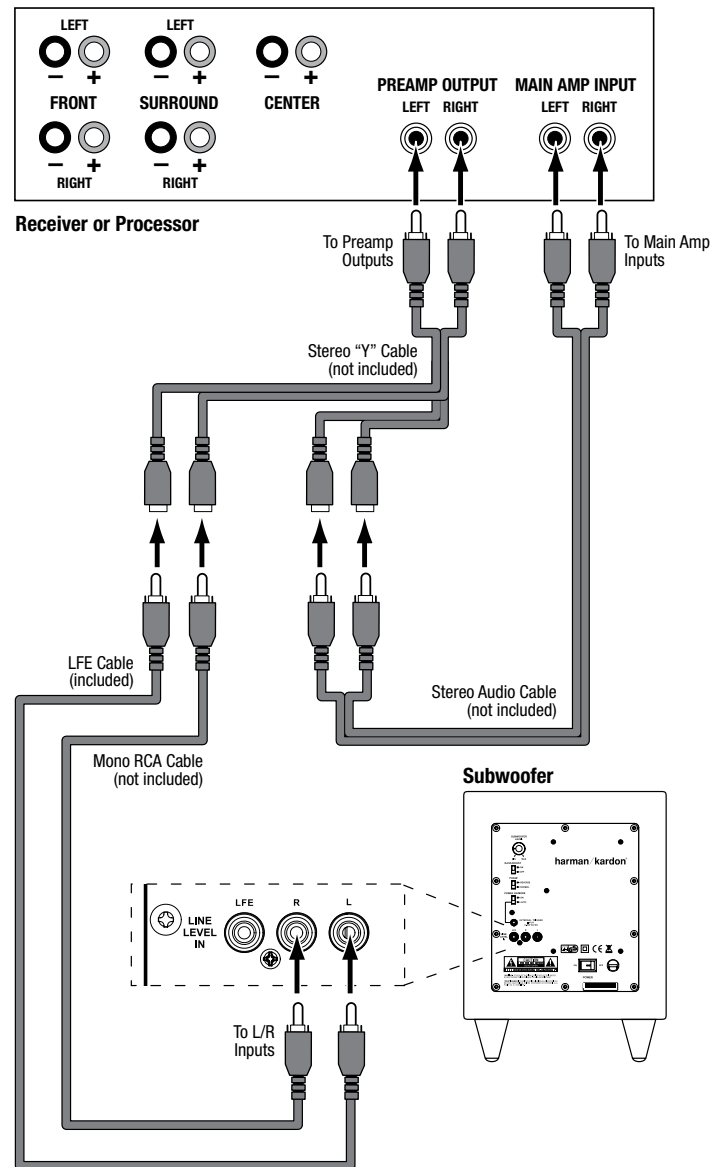 LEFT LEFT
– + – + – +
FRONT SURROUND CENTER
PREAMP OUTPUT MAIN AMP INPUT
LEFT RIGHT LEFT RIGHT
– + – +
RIGHT RIGHT
Receiver or Processor
To Preamp
Outputs
To Main Amp
Inputs
Stereo “Y” Cable
(not included)
LFE Cable
(included)
Stereo Audio Cable
(not included)
Mono RCA Cable
(not included)
Subwoofer
harman/kardon
LFE R L
LINE
LEVEL
IN
POWER
To L/R
Inputs